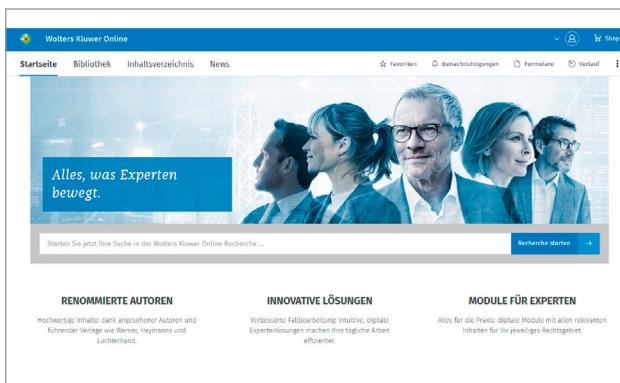 Wolters Kluwer Online
Shop
Startseite Bibliothek Inhaltsverzeichnis News Favoriten Benachrichtigungen Formulare Verlauf
Alles, was Experten
bewegt.
Starten Sie jetzt Ihre Suche in der Wolters Kluwer Online Recherche ...
Recherche starten
RENOMMIERTE AUTOREN
Hochwertige Inhalte: dank angesehener Autoren und
führender Verlage wie Werner, Heymanns und
Luchterhand.
INNOVATIVE LÖSUNGEN
Verbesserte Fallbearbeitung: intuitive, digitale
Expertenlösungen machen Ihre tägliche Arbeit
effizienter.
MODULE FÜR EXPERTEN
Alles für die Praxis: digitale Module mit allen relevanten
Inhalten für Ihr jeweiliges Rechtsgebiet.